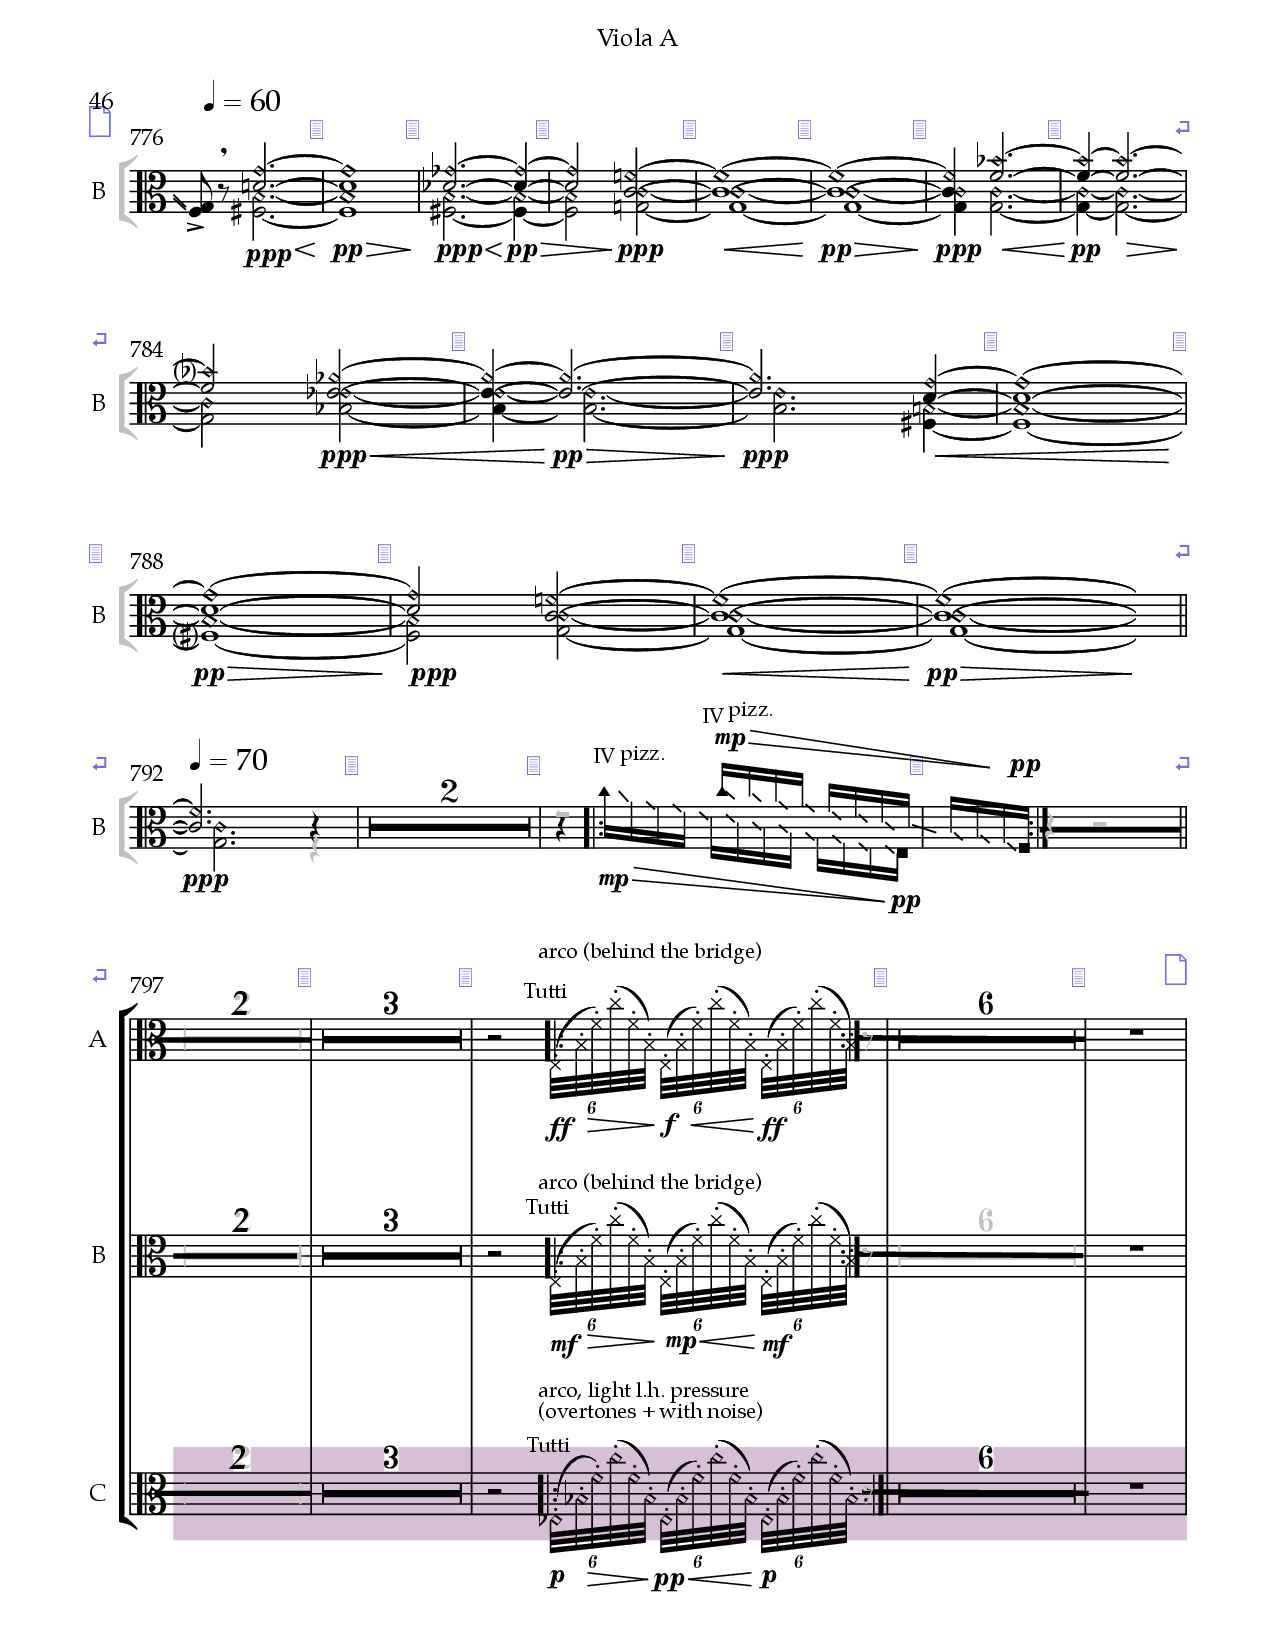 Viola A
46
♩ = 60
776
B
ppp pp ppp pp ppp pp ppp pp
784
B
ppp pp ppp
788
B
pp ppp pp
IV pizz.
mp
792
♩ = 70
2
IV pizz.
pp
B
ppp mp pp
arco (behind the bridge)
797
Tutti
2 3 6
A
6 6 6
ff f ff
arco (behind the bridge)
Tutti
2 3 6
B
6 6 6
mf mp mf
arco, light l.h. pressure
(overtones + with noise)
Tutti
2 3 6
C
6 6 6
p pp p